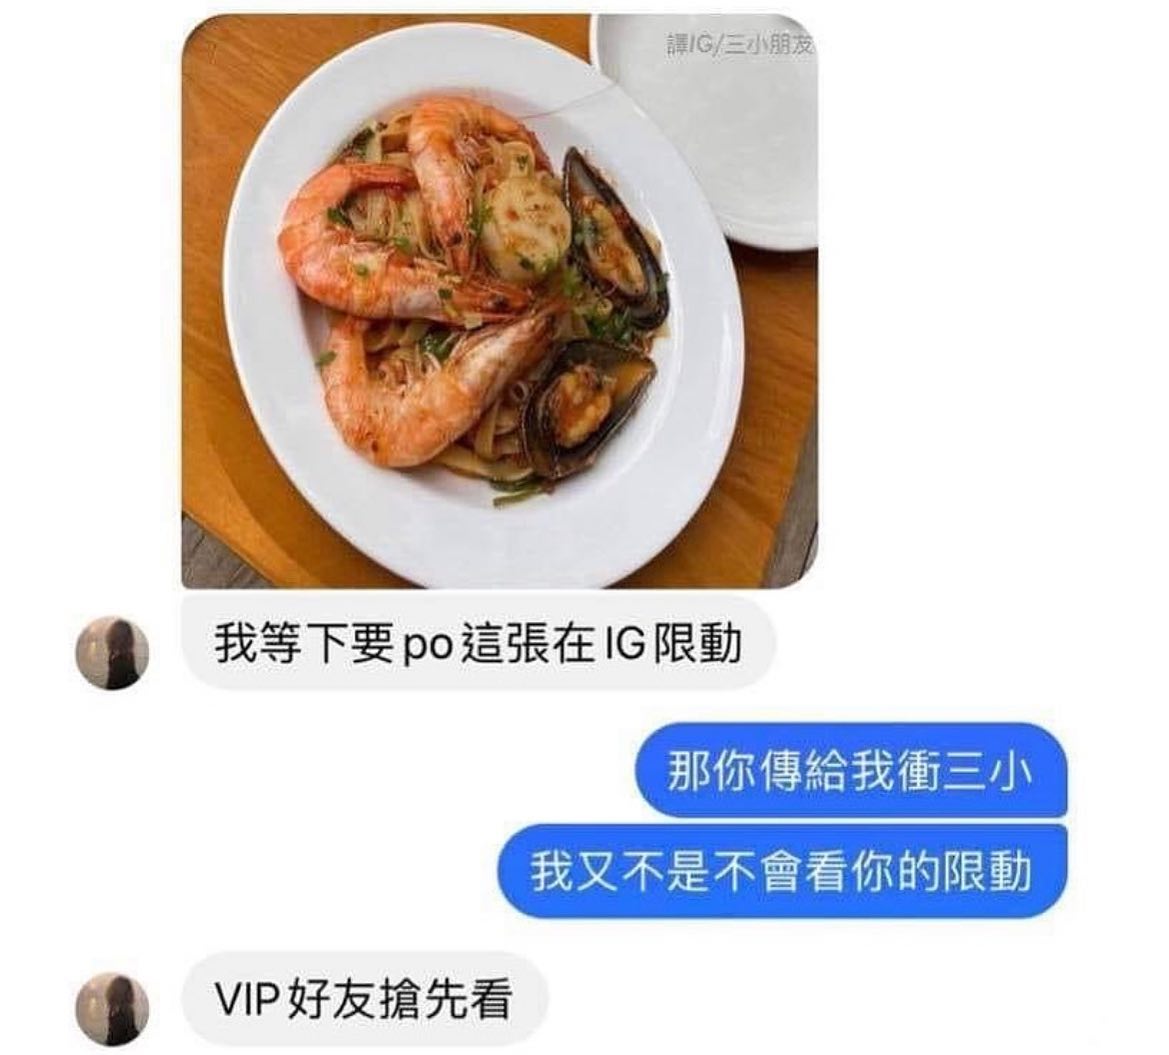 譯IG/三小朋友
我等下要po這張在IG限動
那你傳給我衝三小
我又不是不會看你的限動
VIP好友搶先看